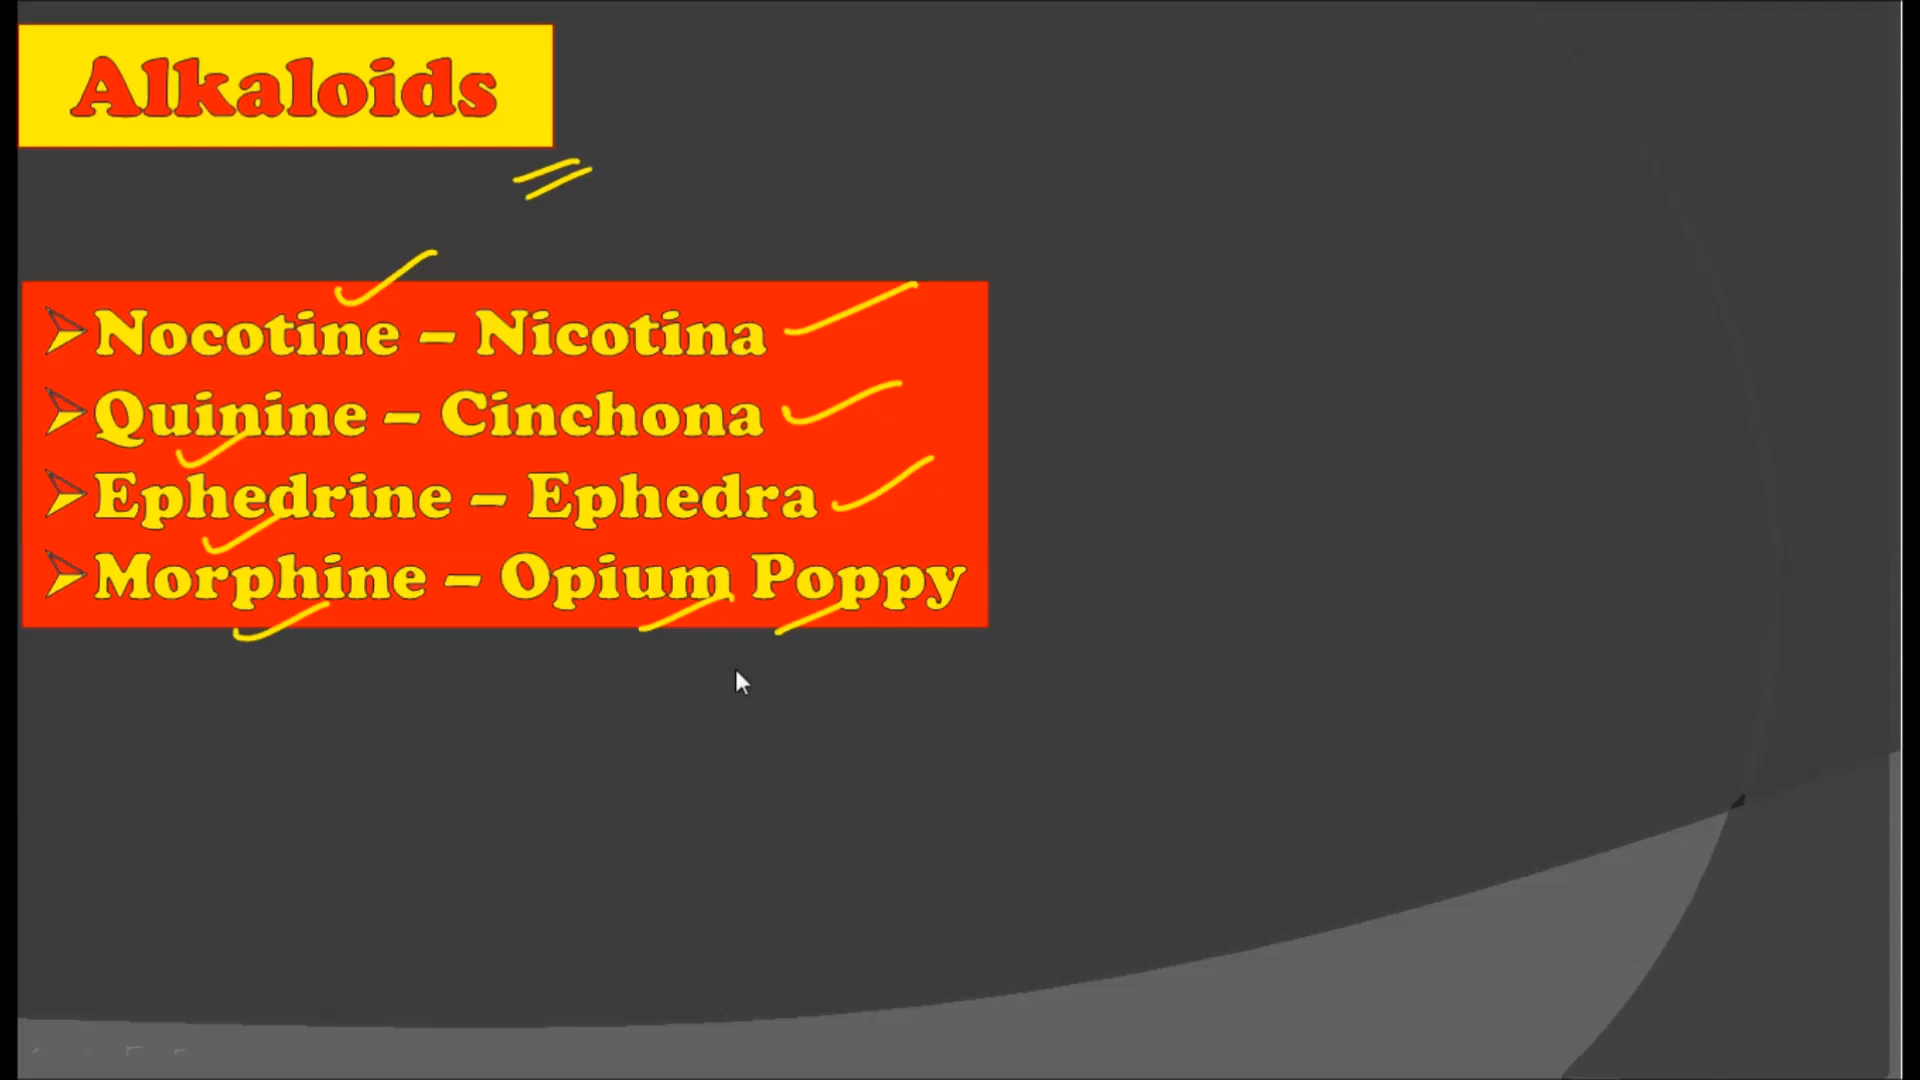 Alkaloids
➢Nocotine – Nicotina
➢Quinine – Cinchona
➢Ephedrine – Ephedra
➢Morphine – Opium Poppy